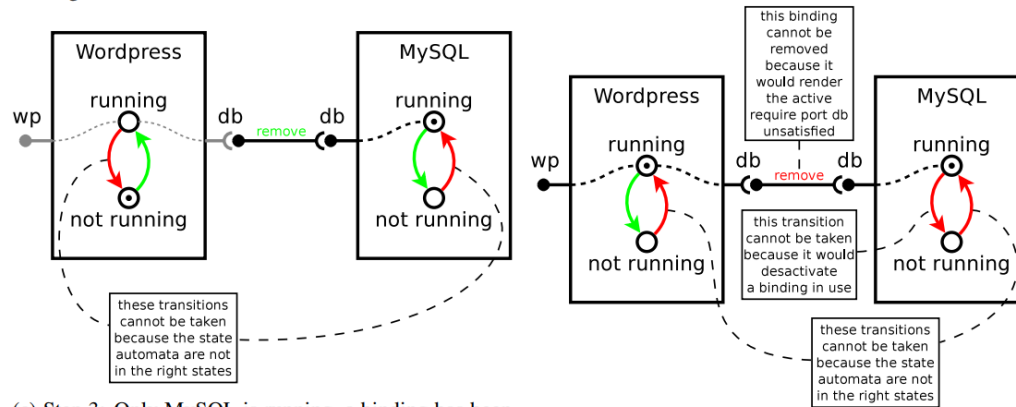 Wordpress
MySQL
running
running
wp
db
remove
db
not running
not running
these transitions
cannot be taken
because the state
automata are not
in the right states
this binding
cannot be
removed
because it
would render
the active
require port db
unsatisfied
Wordpress
MySQL
running
running
wp
db
remove
db
not running
not running
this transition
cannot be taken
because it would
desactivate
a binding in use
these transitions
cannot be taken
because the state
automata are not
in the right states